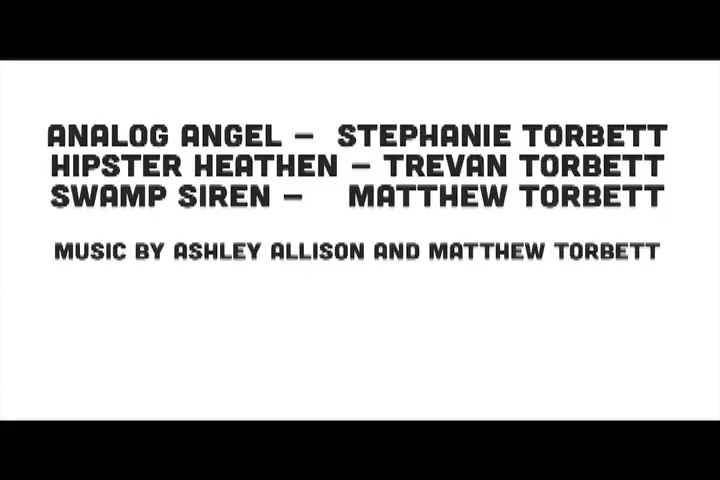 ANALOG ANGEL – STEPHANIE TORBETT
HIPSTER HEATHEN – TREVAN TORBETT
SWAMP SIREN – MATTHEW TORBETT
MUSIC BY ASHLEY ALLISON AND MATTHEW TORBETT